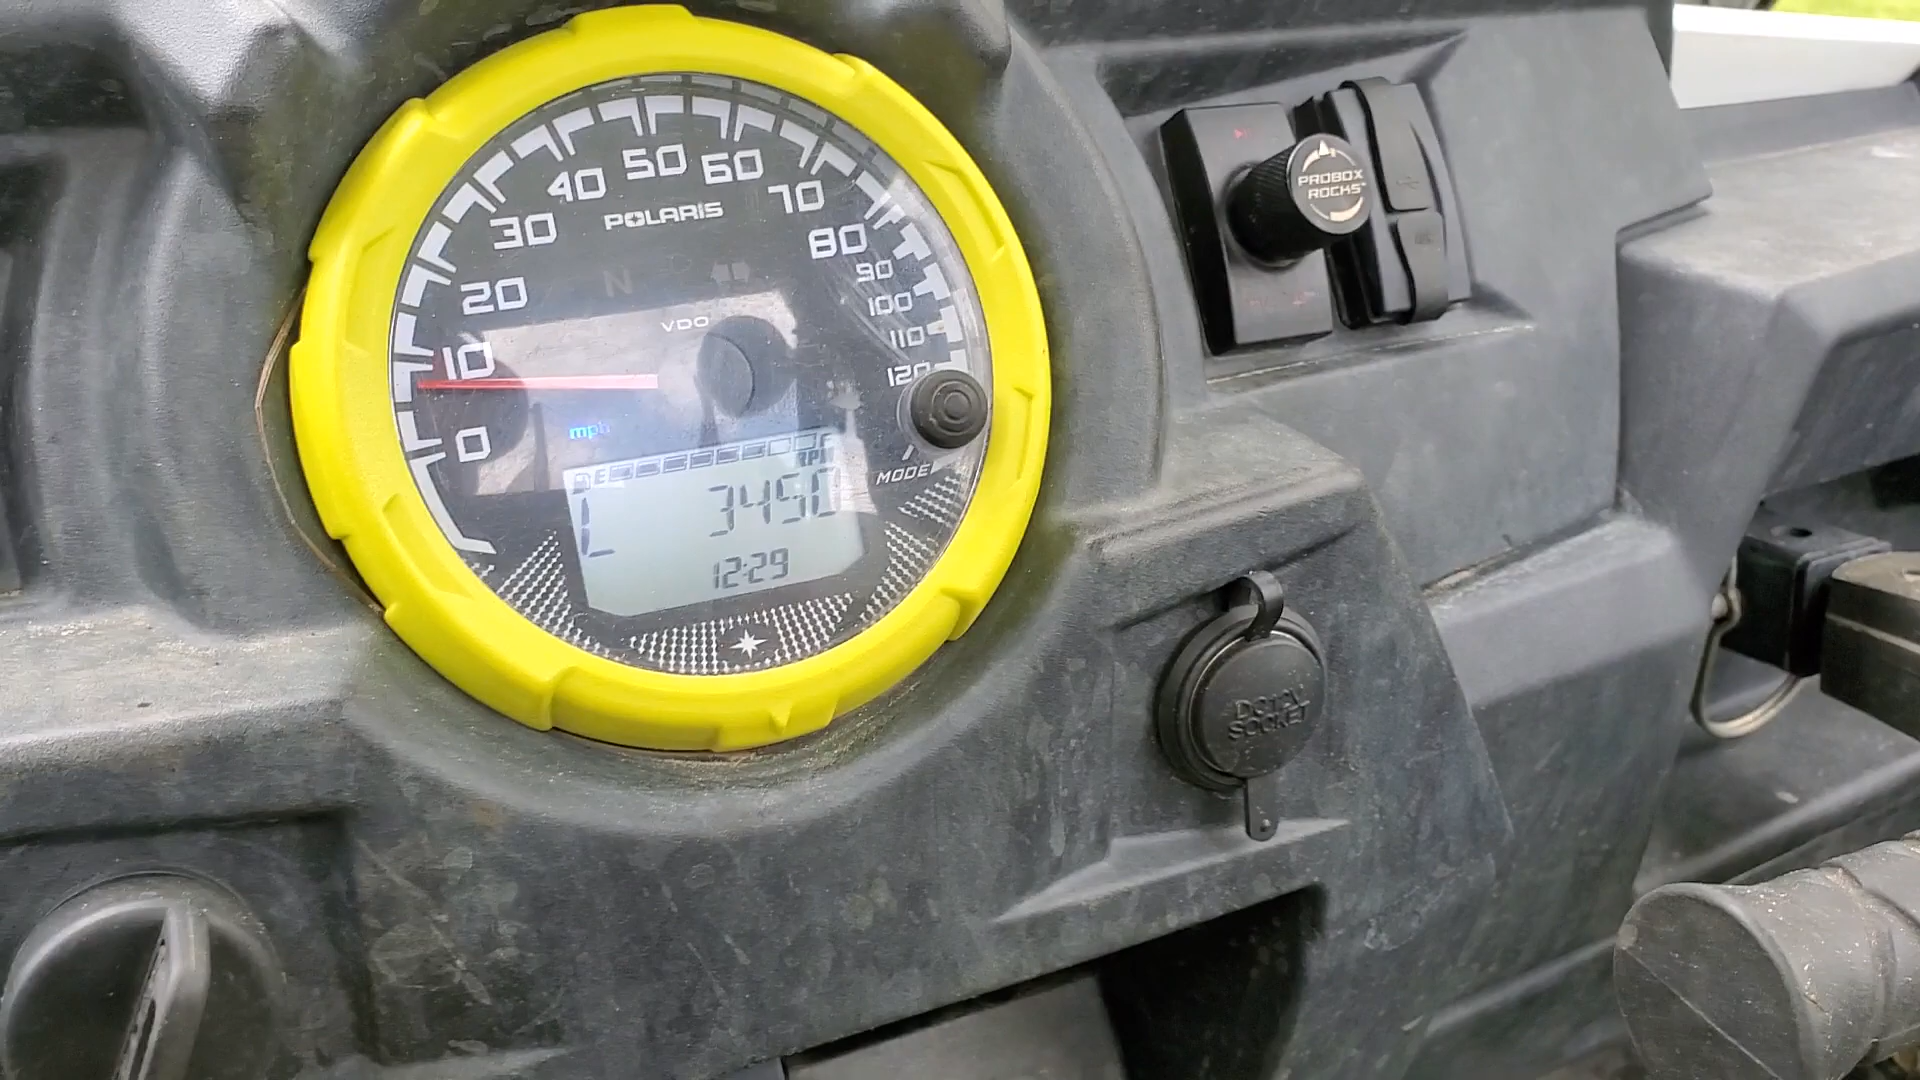 50
40
60
30
70
POLARIS
80
20
90
N
100
VDO
110
10
120
mph
0
E
RPM
MODE
L
3450
12:29
PROBOX
ROCKS™
DC12V
SOCKET